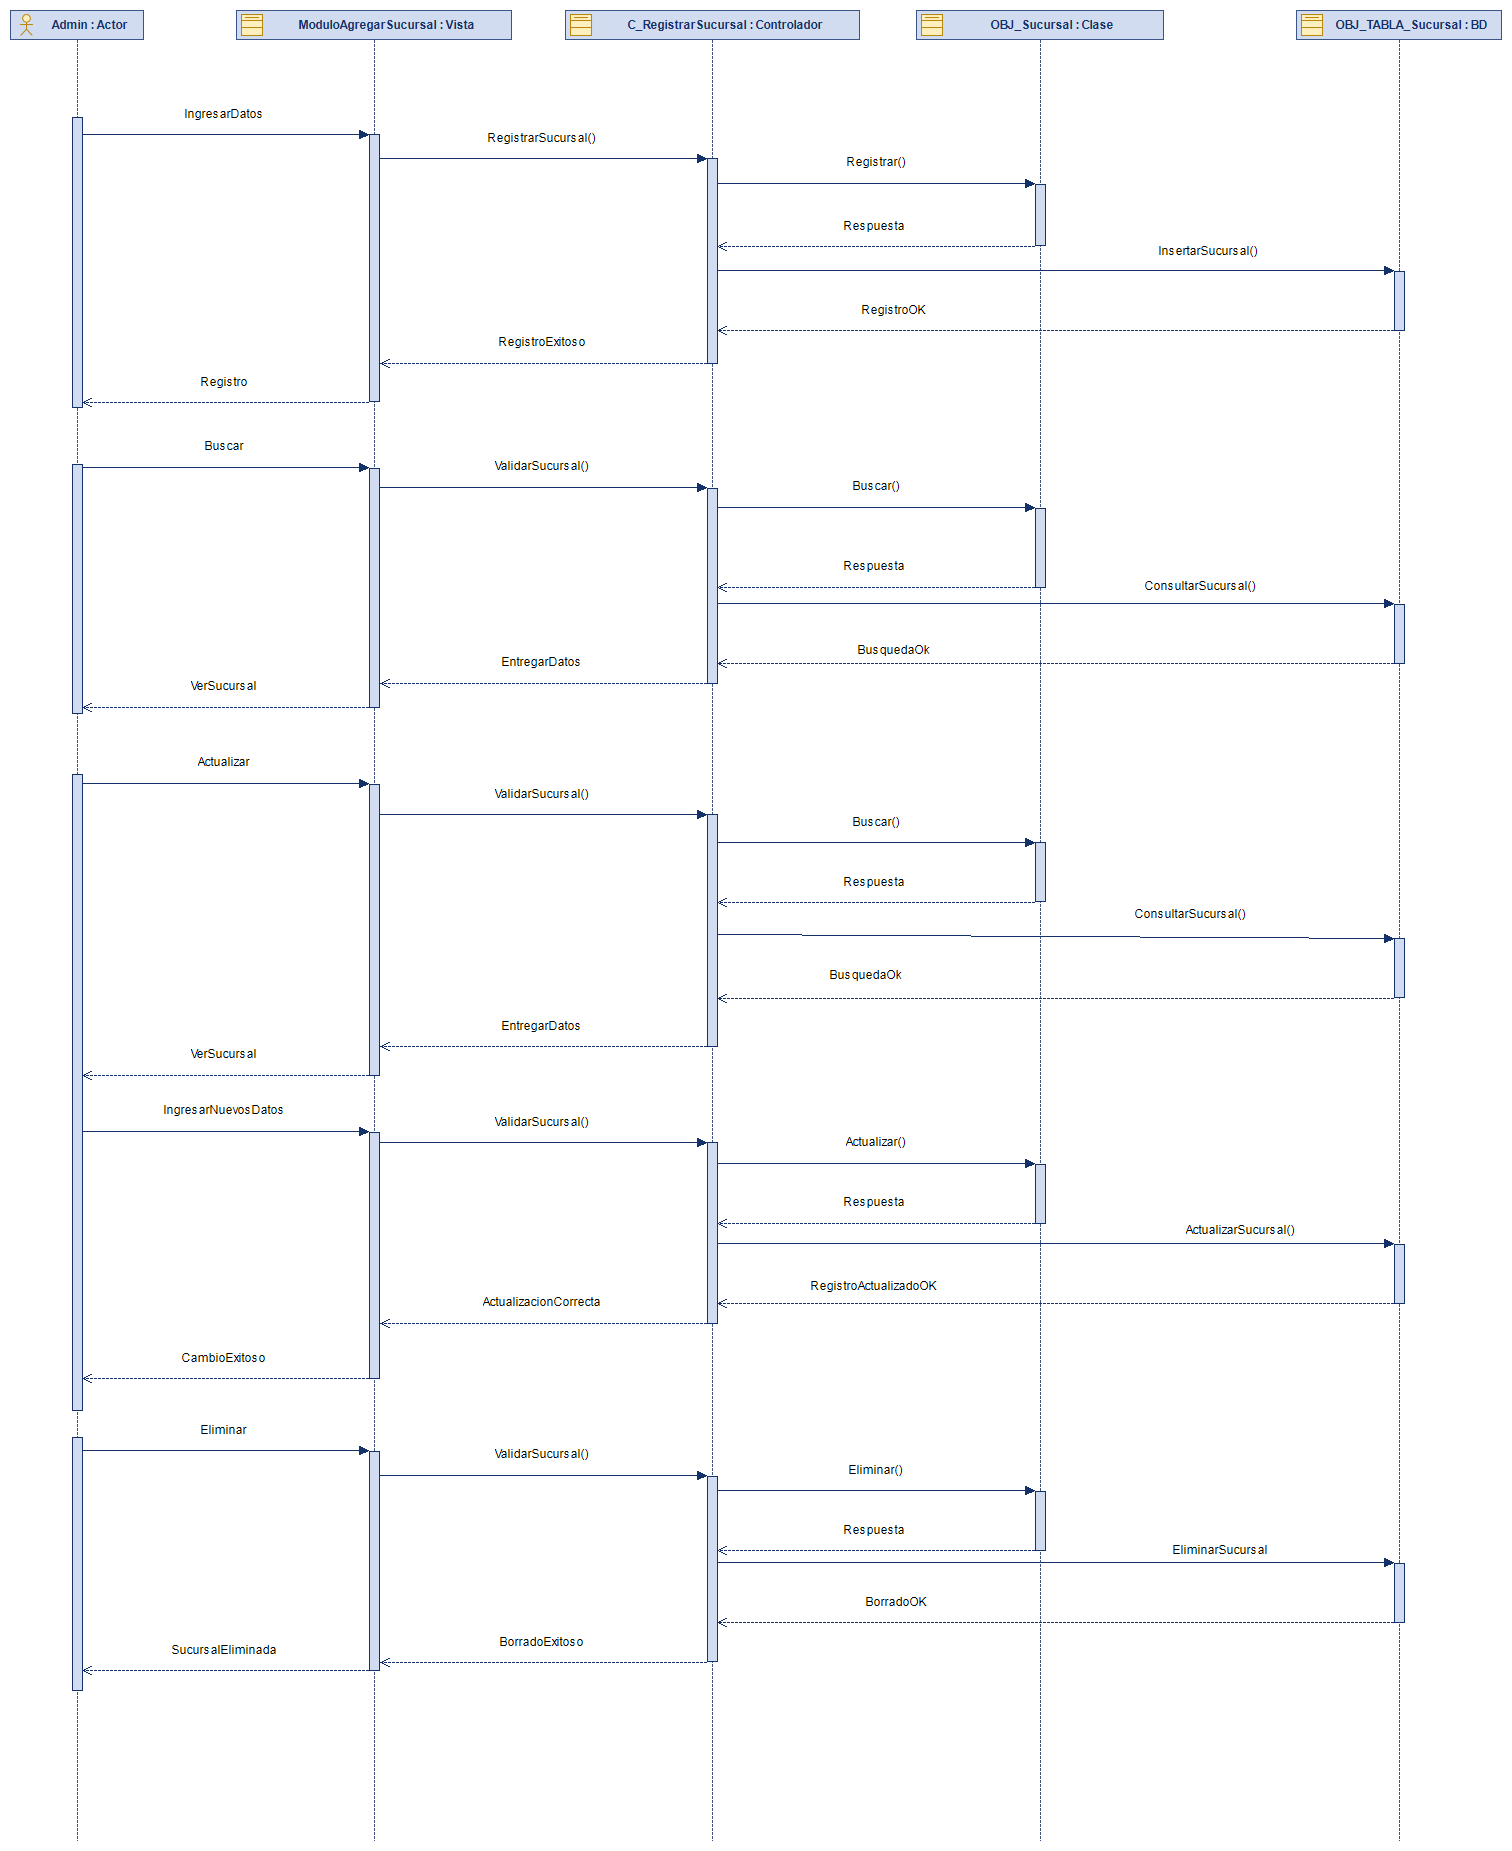 Admin : Actor
ModuloAgregarSucursal : Vista
C_RegistrarSucursal : Controlador
OBJ_Sucursal : Clase
OBJ_TABLA_Sucursal : BD
IngresarDatos
RegistrarSucursal()
Registrar()
Respuesta
InsertarSucursal()
RegistroOK
RegistroExitoso
Registro
Buscar
ValidarSucursal()
Buscar()
Respuesta
ConsultarSucursal()
BusquedaOk
EntregarDatos
VerSucursal
Actualizar
ValidarSucursal()
Buscar()
Respuesta
ConsultarSucursal()
BusquedaOk
EntregarDatos
VerSucursal
IngresarNuevosDatos
ValidarSucursal()
Actualizar()
Respuesta
ActualizarSucursal()
RegistroActualizadoOK
ActualizacionCorrecta
CambioExitoso
Eliminar
ValidarSucursal()
Eliminar()
Respuesta
EliminarSucursal
BorradoOK
BorradoExitoso
SucursalEliminada